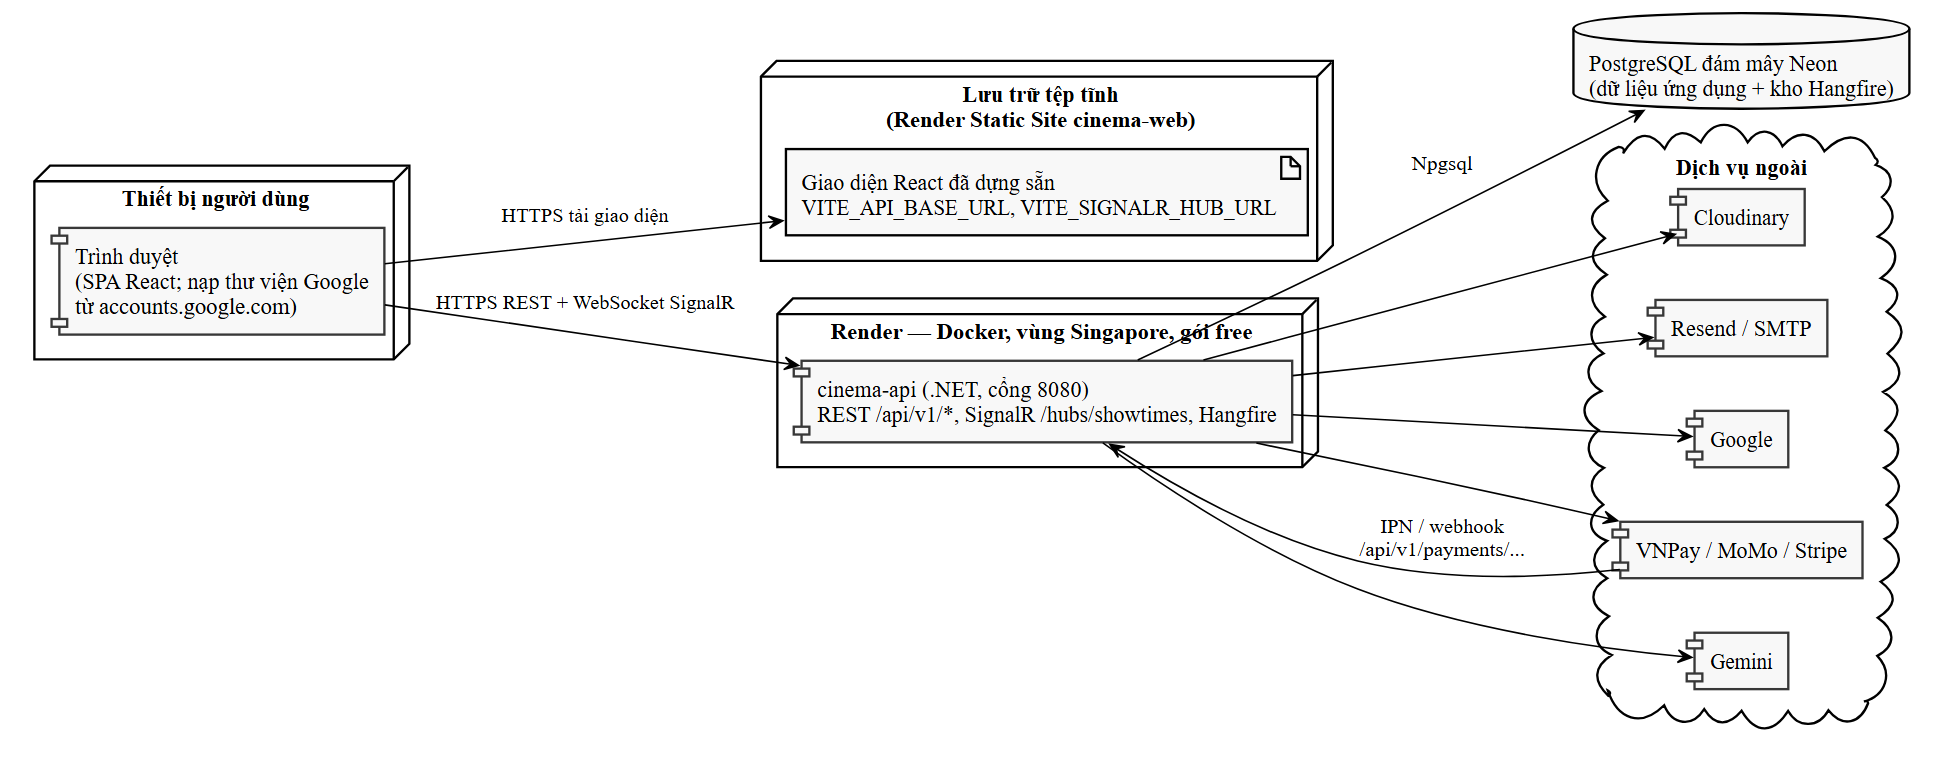 Thiết bị người dùng
Trình duyệt
(SPA React; nạp thư viện Google
từ accounts.google.com)
HTTPS tải giao diện
HTTPS REST + WebSocket SignalR
Lưu trữ tệp tĩnh
(Render Static Site cinema-web)
Giao diện React đã dựng sẵn
VITE_API_BASE_URL, VITE_SIGNALR_HUB_URL
Render — Docker, vùng Singapore, gói free
cinema-api (.NET, cổng 8080)
REST /api/v1/*, SignalR /hubs/showtimes, Hangfire
Npgsql
IPN / webhook
/api/v1/payments/...
PostgreSQL đám mây Neon
(dữ liệu ứng dụng + kho Hangfire)
Dịch vụ ngoài
Cloudinary
Resend / SMTP
Google
VNPay / MoMo / Stripe
Gemini